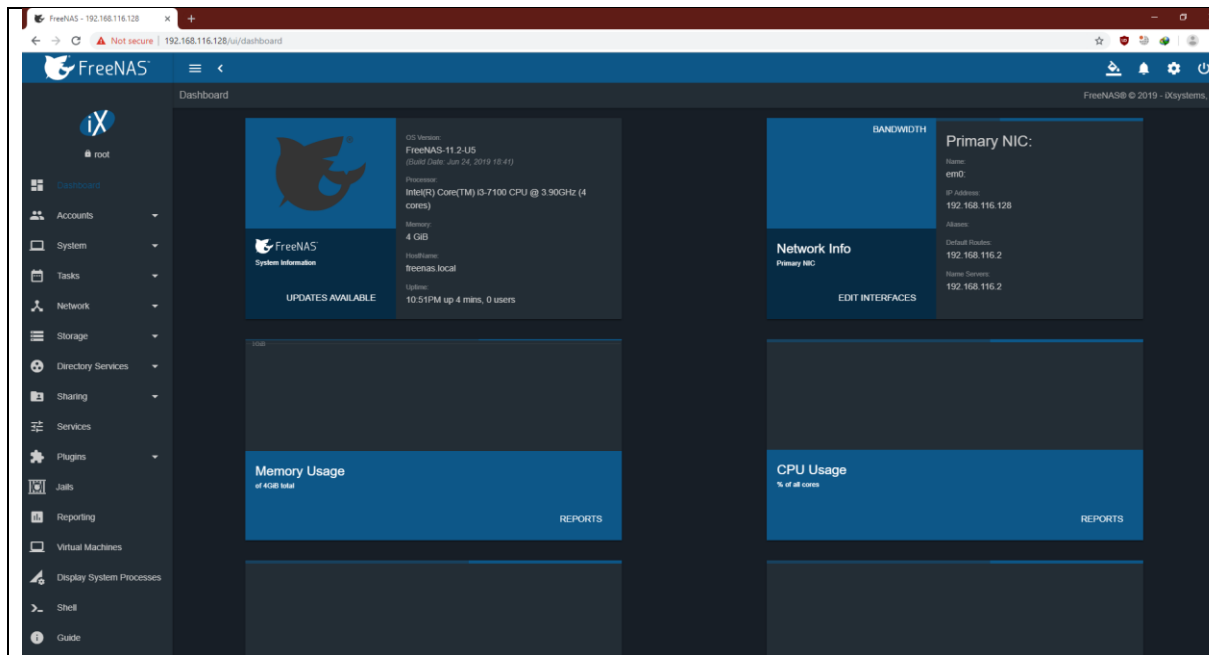 FreeNAS - 192.168.116.128
Not secure
192.168.116.128/ui/dashboard
FreeNAS
Dashboard
FreeNAS® © 2019 - iXsystems,
iX
root
Dashboard
Accounts
System
Tasks
Network
Storage
Directory Services
Sharing
Services
Plugins
Jails
Reporting
Virtual Machines
Display System Processes
Shell
Guide
FreeNAS
System Information
UPDATES AVAILABLE
OS Version:
FreeNAS-11.2-U5
(Build Date: Jun 24, 2019 18:41)
Processor:
Intel(R) Core(TM) i3-7100 CPU @ 3.90GHz (4
cores)
Memory:
4 GiB
HostName:
freenas.local
Uptime:
10:51PM up 4 mins, 0 users
BANDWIDTH
Network Info
Primary NIC
EDIT INTERFACES
Primary NIC:
Name:
em0:
IP Address:
192.168.116.128
Aliases:
Default Routes:
192.168.116.2
Name Servers:
192.168.116.2
Memory Usage
of 4GiB total
REPORTS
CPU Usage
% of all cores
REPORTS